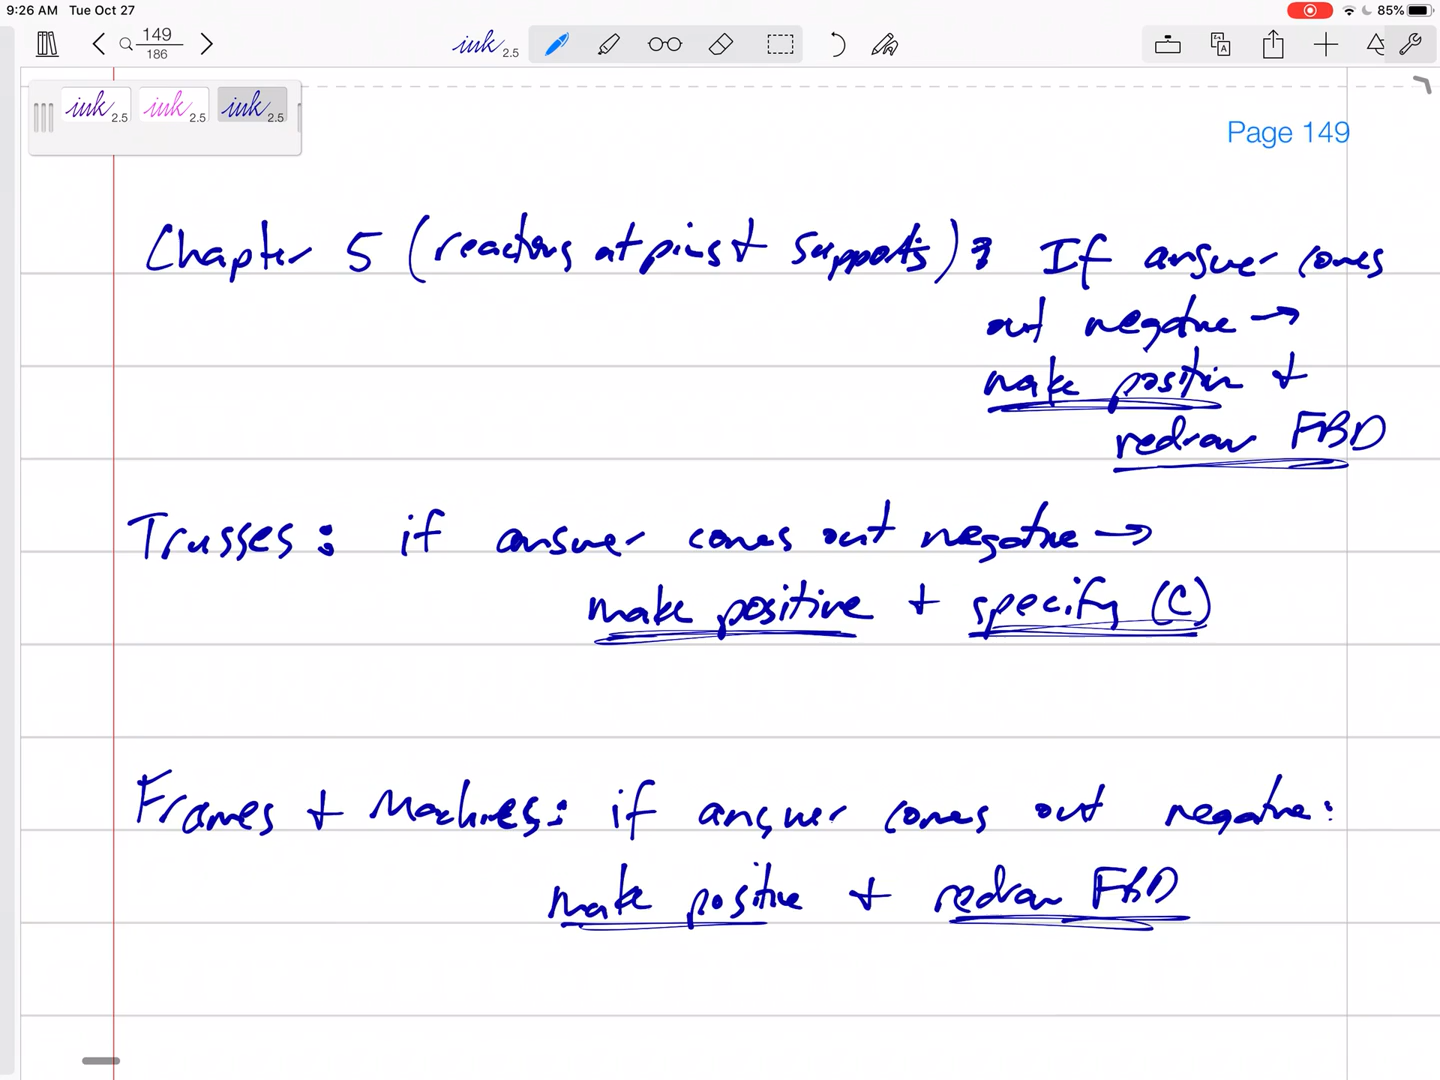 9:26 AM Tue Oct 27
85%
149
186
ink 2.5
ink 2.5 ink 2.5 ink 2.5
Page 149
Chapter 5 (reactions at pins + supports): If answer comes
out negative →
make positive +
redraw FBD
Trusses: if answer comes out negative →
make positive + specify (C)
Frames + Machines: if answer comes out negative:
make positive + redraw FBD